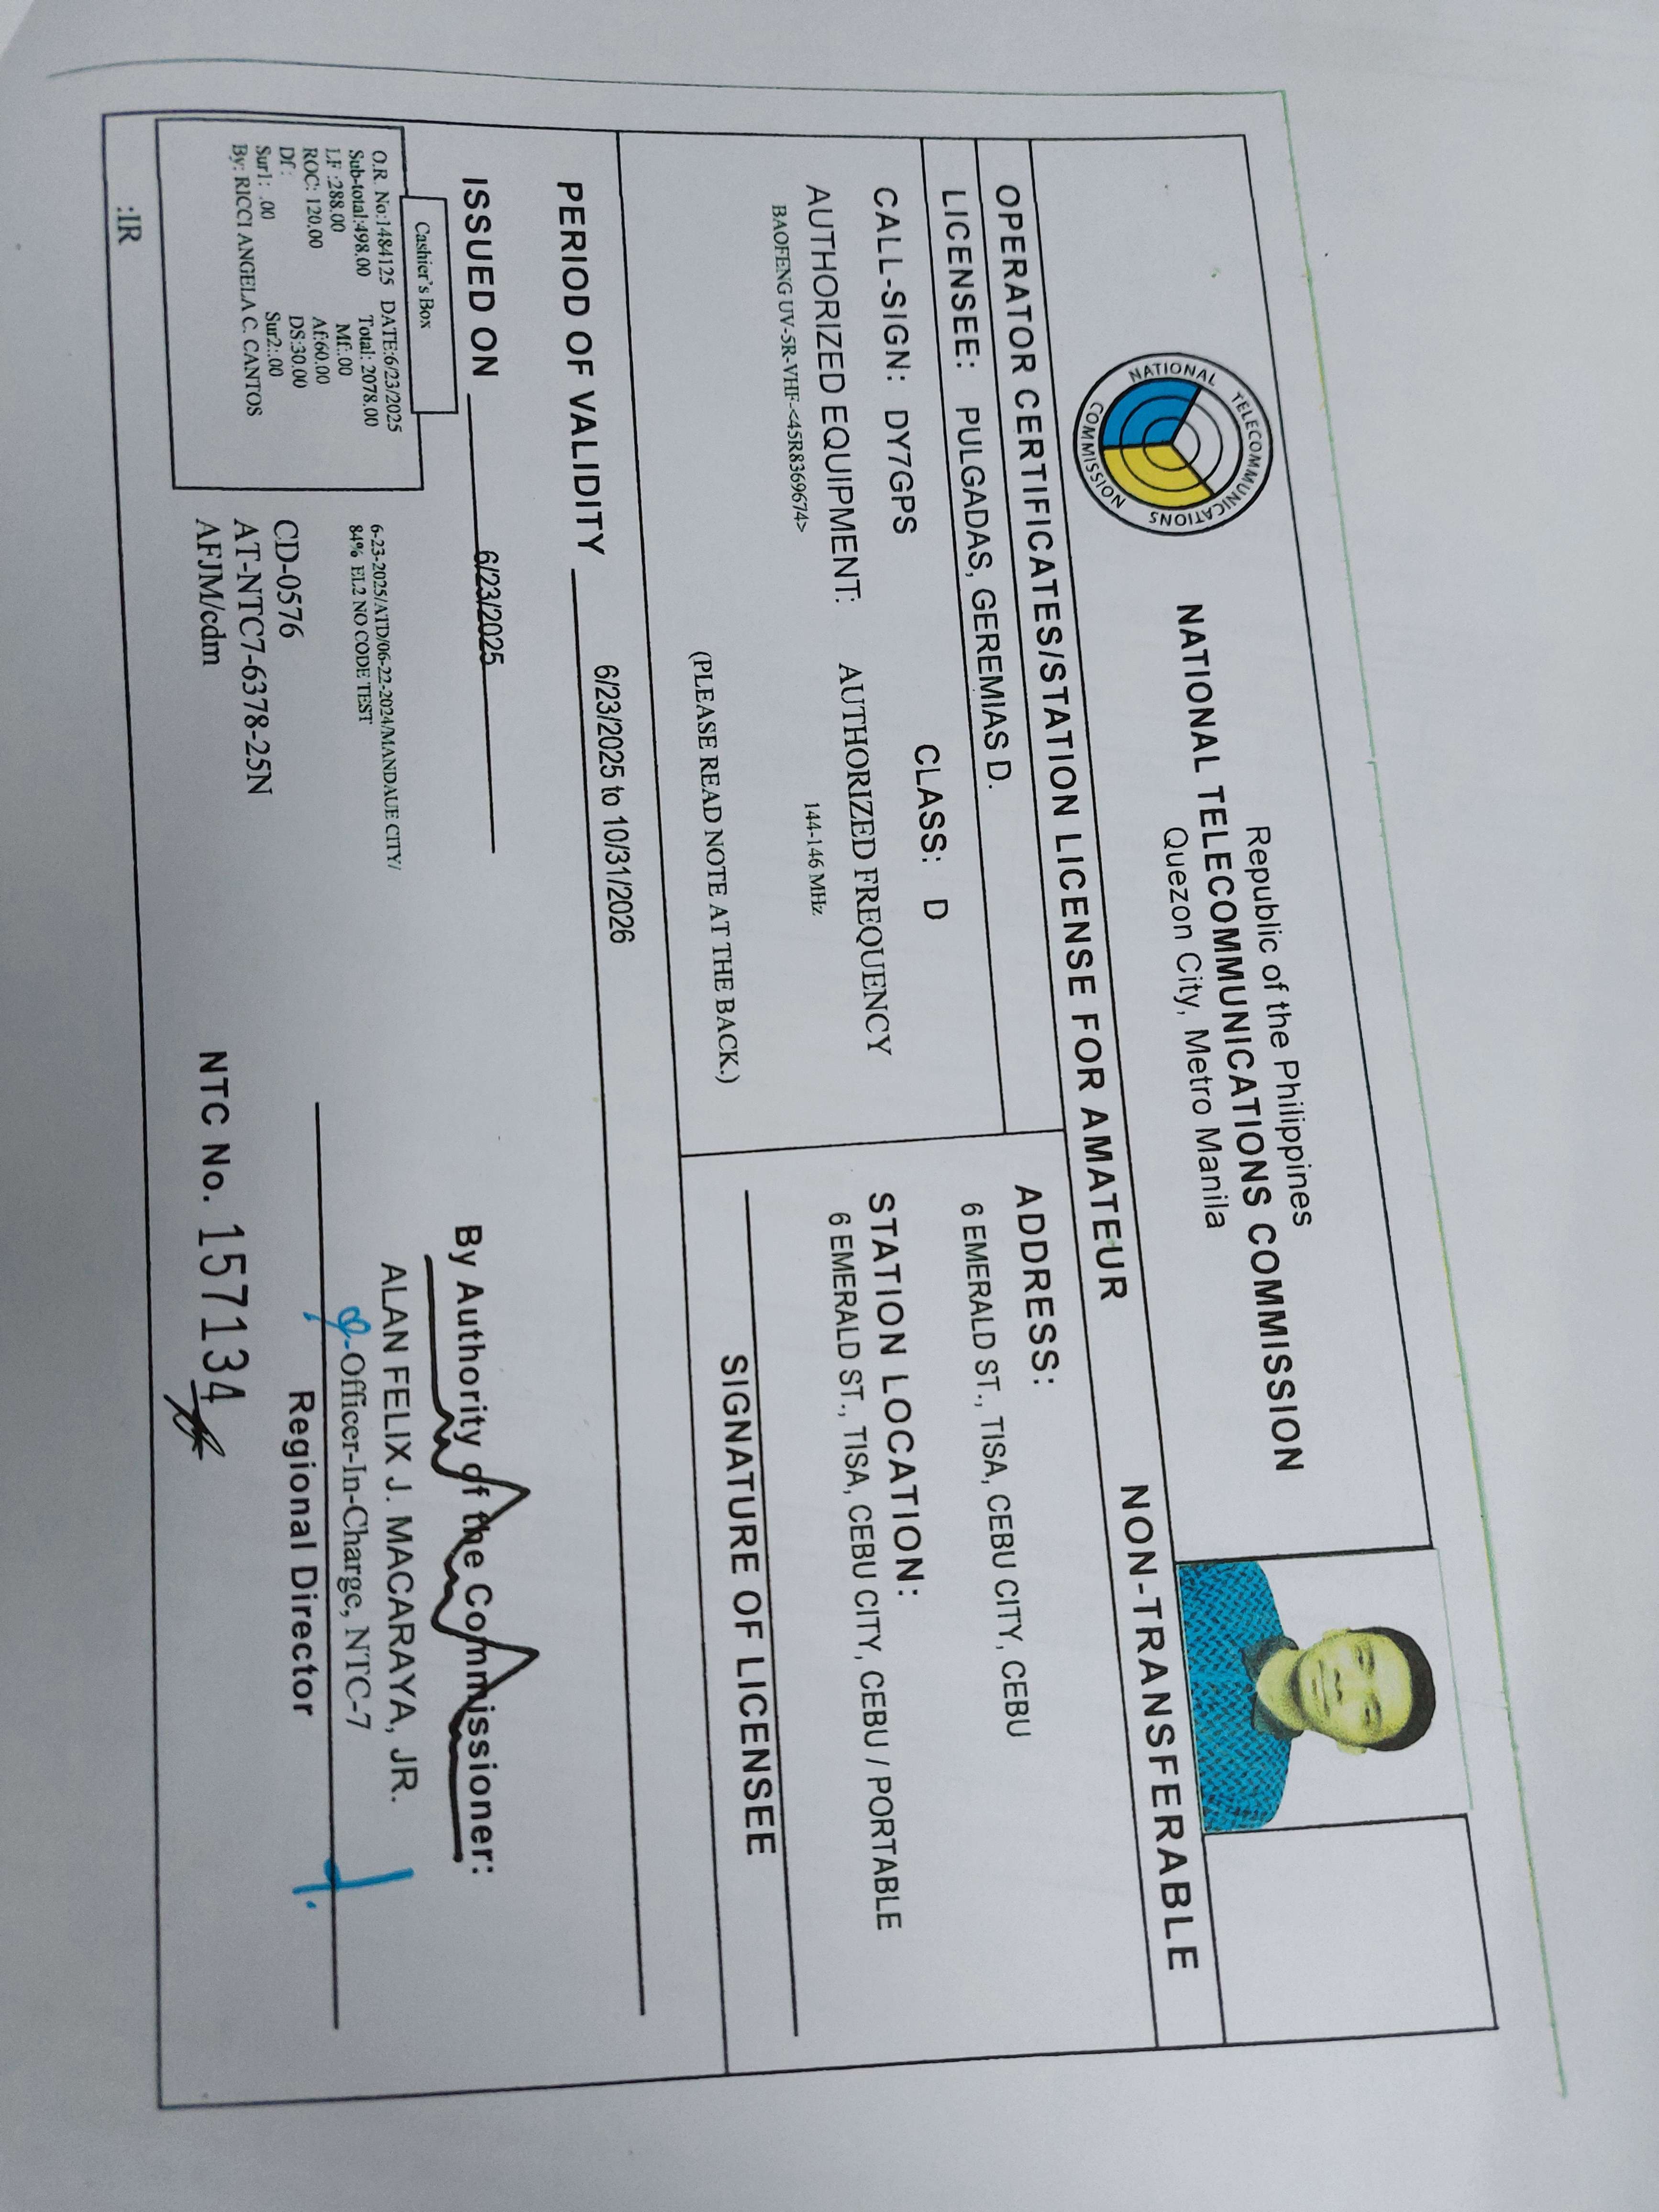 NATIONAL TELECOMMUNICATIONS COMMISSION
Republic of the Philippines
NATIONAL TELECOMMUNICATIONS COMMISSION
Quezon City, Metro Manila
OPERATOR CERTIFICATES/STATION LICENSE FOR AMATEUR
NON-TRANSFERABLE
LICENSEE: PULGADAS, GEREMIAS D.
CALL-SIGN: DY7GPS CLASS: D
AUTHORIZED EQUIPMENT: AUTHORIZED FREQUENCY
BAOFENG UV-5R-VHF-<45R8369674> 144-146 MHz
(PLEASE READ NOTE AT THE BACK.)
ADDRESS:
6 EMERALD ST., TISA, CEBU CITY, CEBU
STATION LOCATION:
6 EMERALD ST., TISA, CEBU CITY, CEBU / PORTABLE
SIGNATURE OF LICENSEE
PERIOD OF VALIDITY 6/23/2025 to 10/31/2026
ISSUED ON 6/23/2025
Cashier's Box
O.R. No:1484125 DATE:6/23/2025
Sub-total:498.00 Total: 2078.00
LF :288.00 Mf:.00
ROC: 120.00 Af:60.00
Df : DS:30.00
Sur1: .00 Sur2:.00
By: RICCI ANGELA C. CANTOS
6-23-2025/ATD/06-22-2024/MANDAUE CITY/
84% EL2 NO CODE TEST
CD-0576
AT-NTC7-6378-25N
AFJM/cdm
By Authority of the Commissioner:
ALAN FELIX J. MACARAYA, JR.
Officer-In-Charge, NTC-7
Regional Director
NTC No. 157134
:IR